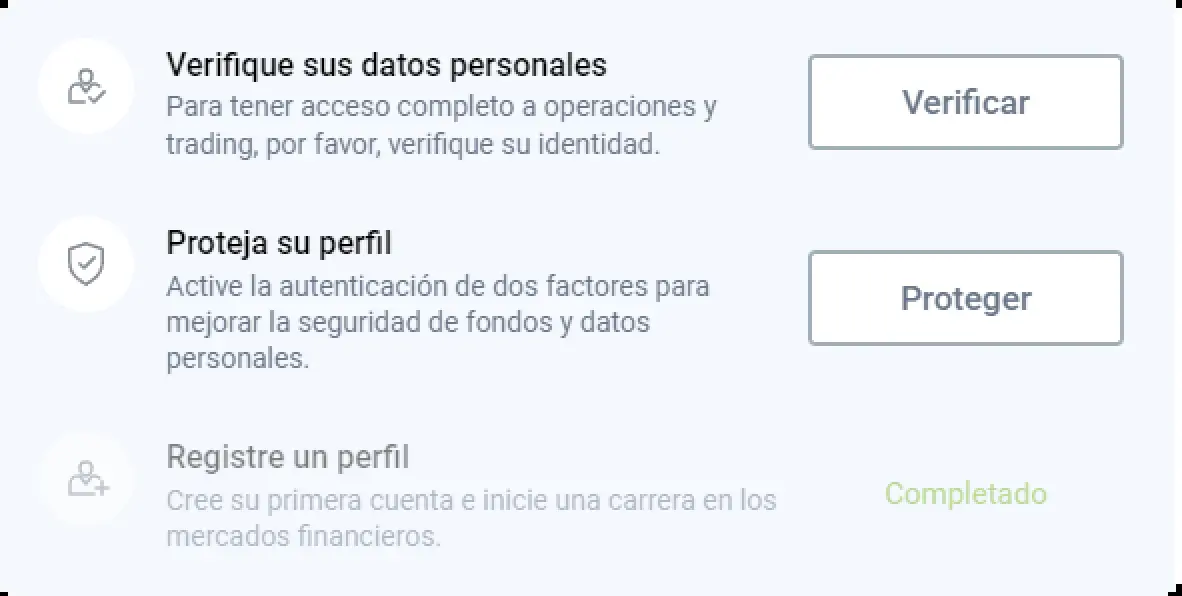 Verifique sus datos personales
Para tener acceso completo a operaciones y
trading, por favor, verifique su identidad.
Verificar
Proteja su perfil
Active la autenticación de dos factores para
mejorar la seguridad de fondos y datos
personales.
Proteger
Registre un perfil
Cree su primera cuenta e inicie una carrera en los
mercados financieros.
Completado